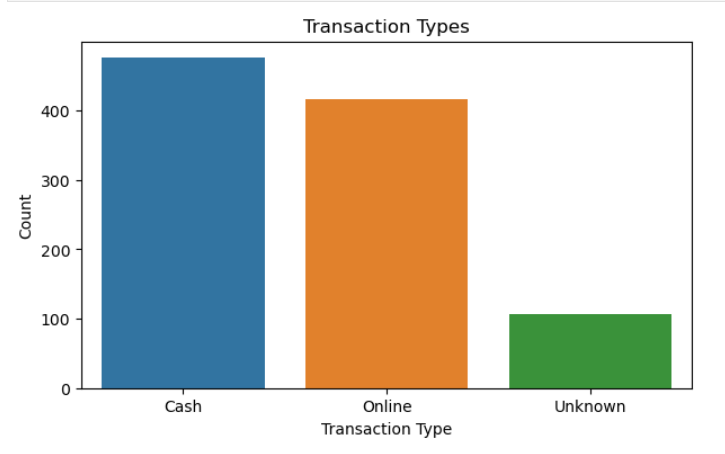 Transaction Types
400
300
200
100
0
Count
Cash Online Unknown
Transaction Type